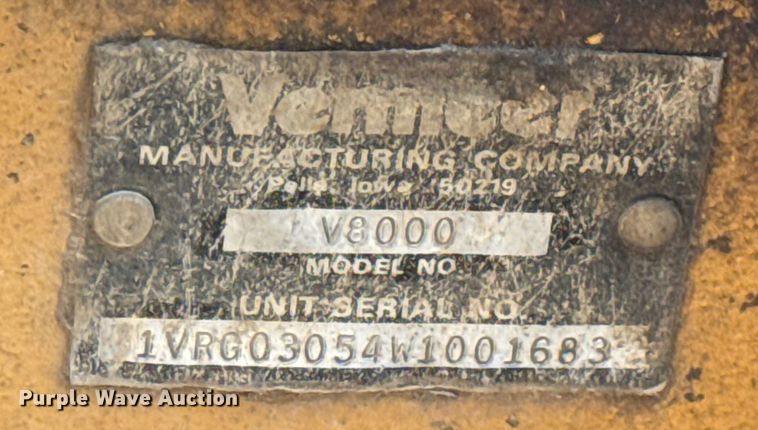 Vermeer
MANUFACTURING COMPANY
Pella, Iowa 50219
V8000
MODEL NO
UNIT SERIAL NO.
1VRG03054W1001683
Purple Wave Auction